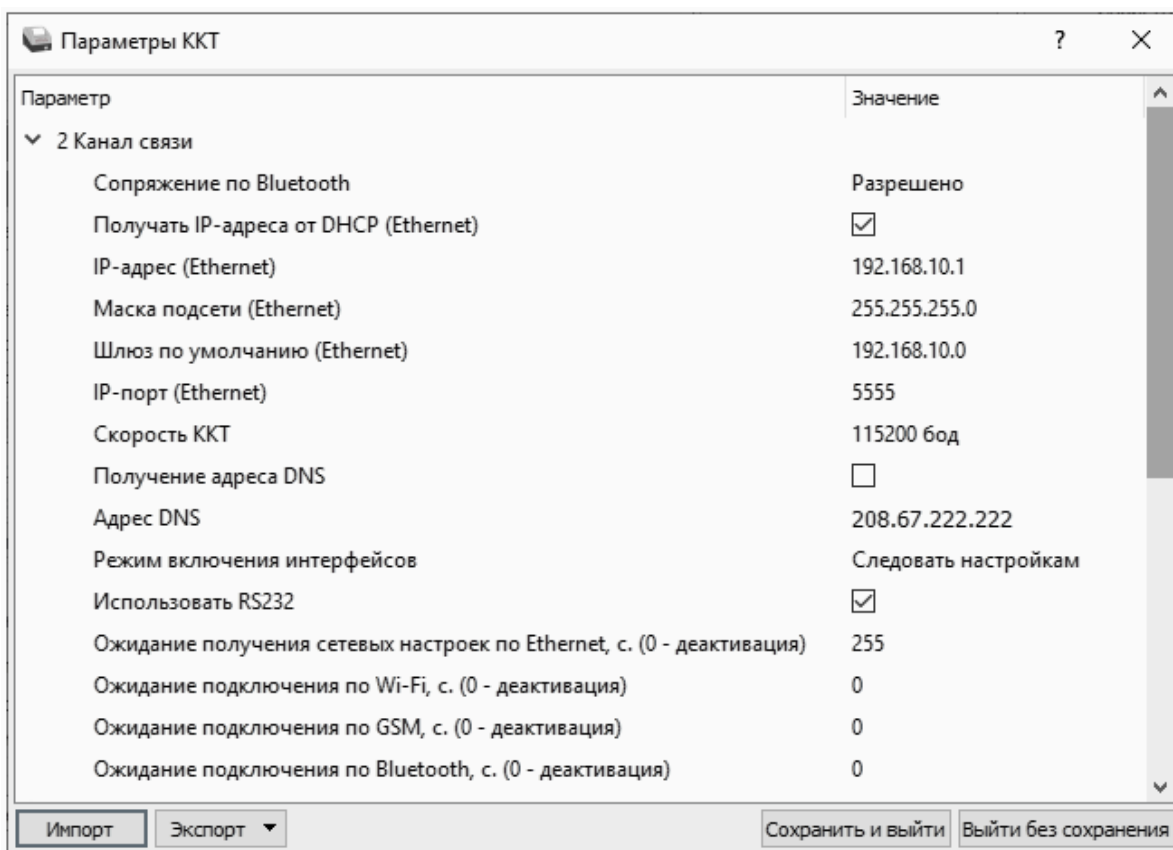 Параметры ККТ ?
Параметр Значение
2 Канал связи
Сопряжение по Bluetooth Разрешено
Получать IP-адреса от DHCP (Ethernet)
IP-адрес (Ethernet) 192.168.10.1
Маска подсети (Ethernet) 255.255.255.0
Шлюз по умолчанию (Ethernet) 192.168.10.0
IP-порт (Ethernet) 5555
Скорость ККТ 115200 бод
Получение адреса DNS
Адрес DNS 208.67.222.222
Режим включения интерфейсов Следовать настройкам
Использовать RS232
Ожидание получения сетевых настроек по Ethernet, с. (0 - деактивация) 255
Ожидание подключения по Wi-Fi, с. (0 - деактивация) 0
Ожидание подключения по GSM, с. (0 - деактивация) 0
Ожидание подключения по Bluetooth, с. (0 - деактивация) 0
Импорт Экспорт Сохранить и выйти Выйти без сохранения